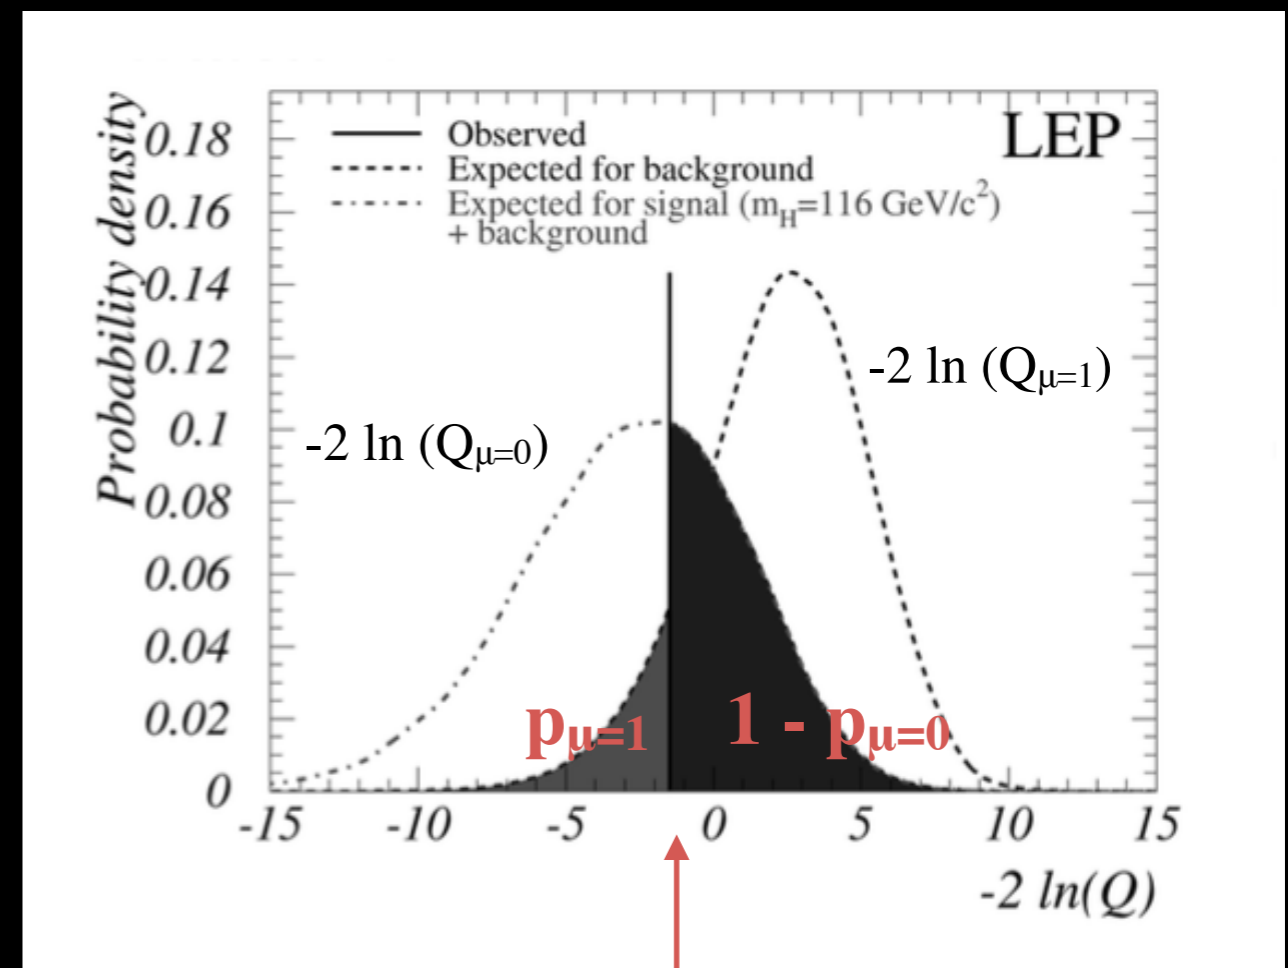 LEP
Observed
Expected for background
Expected for signal (mH=116 GeV/c²)
+ background
Probability density
0.18
0.16
0.14
0.12
0.1
0.08
0.06
0.04
0.02
0
-2 ln (Qμ=1)
-2 ln (Qμ=0)
pμ=1
1 - pμ=0
-15 -10 -5 0 5 10 15
-2 ln(Q)